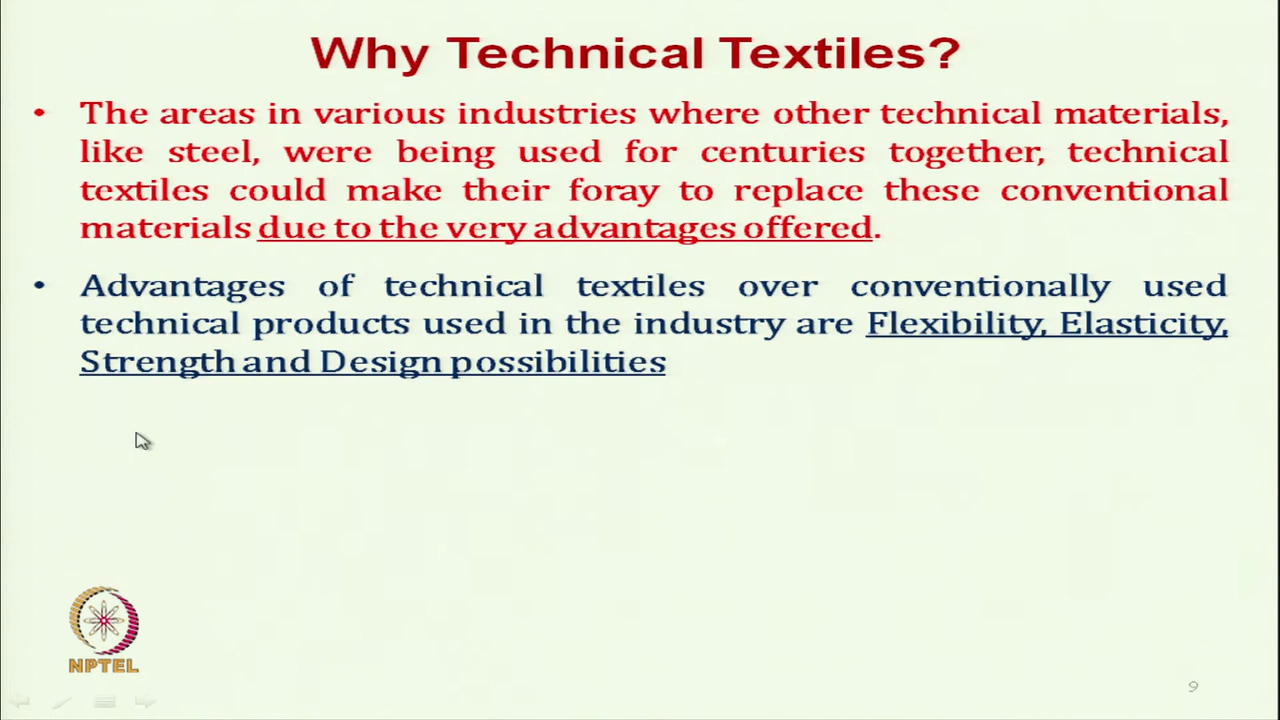 Why Technical Textiles?
• The areas in various industries where other technical materials,
like steel, were being used for centuries together, technical
textiles could make their foray to replace these conventional
materials due to the very advantages offered.
• Advantages of technical textiles over conventionally used
technical products used in the industry are Flexibility, Elasticity,
Strength and Design possibilities
NPTEL
9